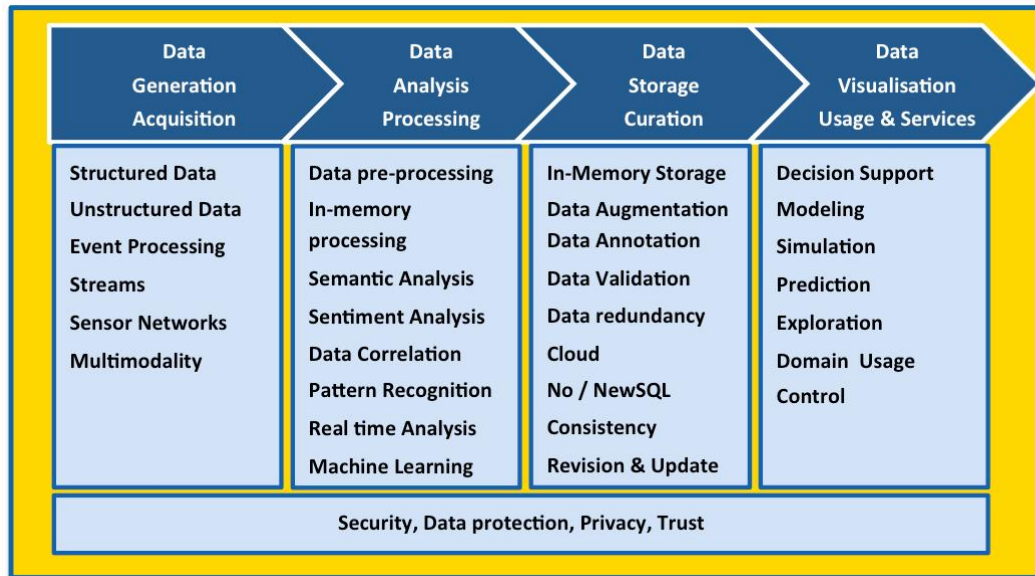 Data
Generation
Acquisition
Data
Analysis
Processing
Data
Storage
Curation
Data
Visualisation
Usage & Services
Structured Data
Unstructured Data
Event Processing
Streams
Sensor Networks
Multimodality
Data pre-processing
In-memory
processing
Semantic Analysis
Sentiment Analysis
Data Correlation
Pattern Recognition
Real time Analysis
Machine Learning
In-Memory Storage
Data Augmentation
Data Annotation
Data Validation
Data redundancy
Cloud
No / NewSQL
Consistency
Revision & Update
Decision Support
Modeling
Simulation
Prediction
Exploration
Domain Usage
Control
Security, Data protection, Privacy, Trust